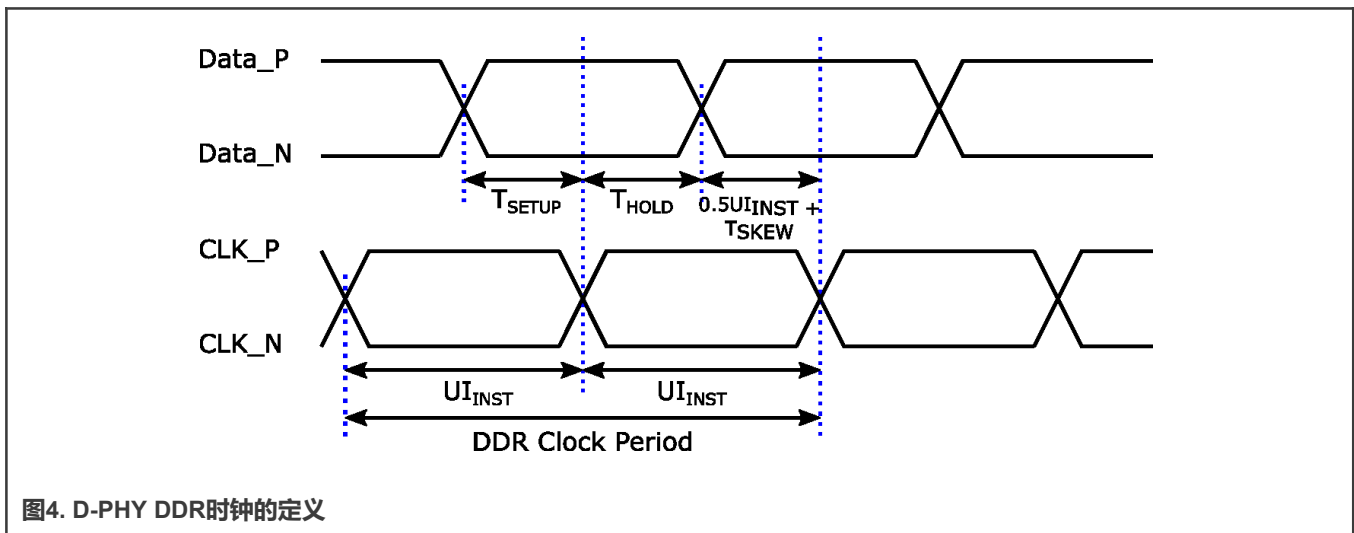 Data_P
Data_N
TSETUP
THOLD
0.5UIINST +
TSKEW
CLK_P
CLK_N
UIINST
UIINST
DDR Clock Period
图4. D-PHY DDR时钟的定义